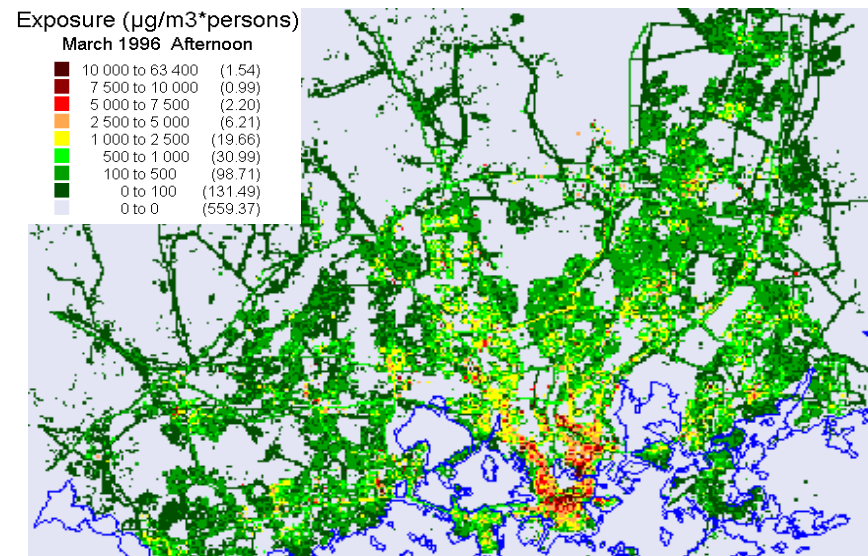 Exposure (µg/m3*persons)
March 1996 Afternoon
10 000 to 63 400 (1.54)
7 500 to 10 000 (0.99)
5 000 to 7 500 (2.20)
2 500 to 5 000 (6.21)
1 000 to 2 500 (19.66)
500 to 1 000 (30.99)
100 to 500 (98.71)
0 to 100 (131.49)
0 to 0 (559.37)